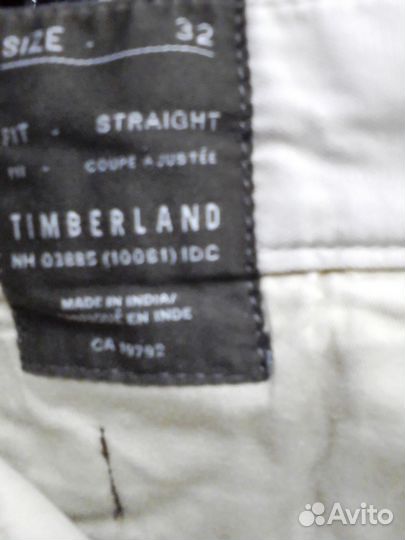 SIZE - 32
FIT - STRAIGHT
COUPE AJUSTÉE
TIMBERLAND
NH 03885 (10061) IDC
MADE IN INDIA/
EN INDE
CA 19792
Avito